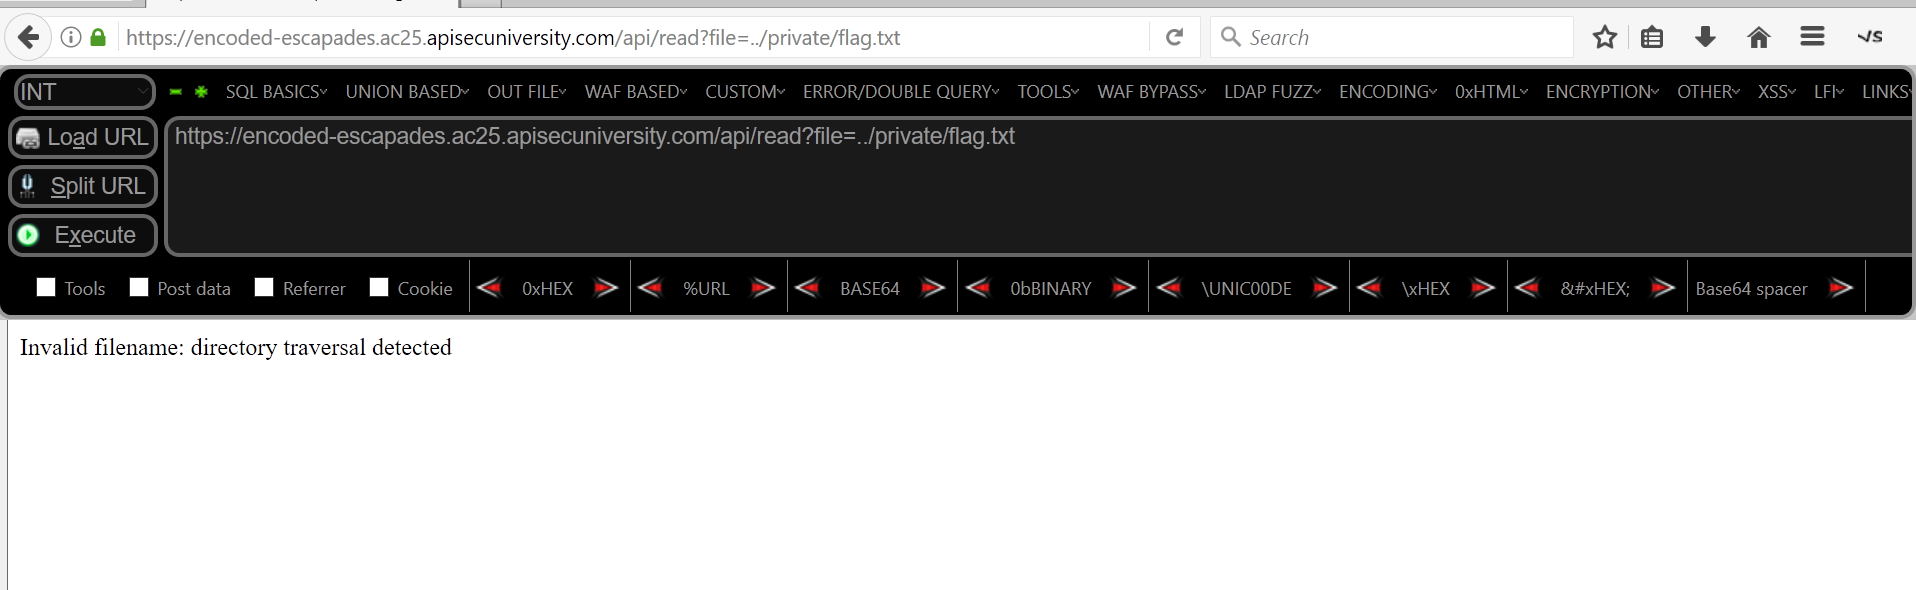 https://encoded-escapades.ac25.apisecuniversity.com/api/read?file=../private/flag.txt
Search
INT
SQL BASICS UNION BASED OUT FILE WAF BASED CUSTOM ERROR/DOUBLE QUERY TOOLS WAF BYPASS LDAP FUZZ ENCODING 0xHTML ENCRYPTION OTHER XSS LFI LINKS
Load URL
https://encoded-escapades.ac25.apisecuniversity.com/api/read?file=../private/flag.txt
Split URL
Execute
Tools Post data Referrer Cookie 0xHEX %URL BASE64 0bBINARY \UNIC00DE \xHEX &#xHEX; Base64 spacer
Invalid filename: directory traversal detected